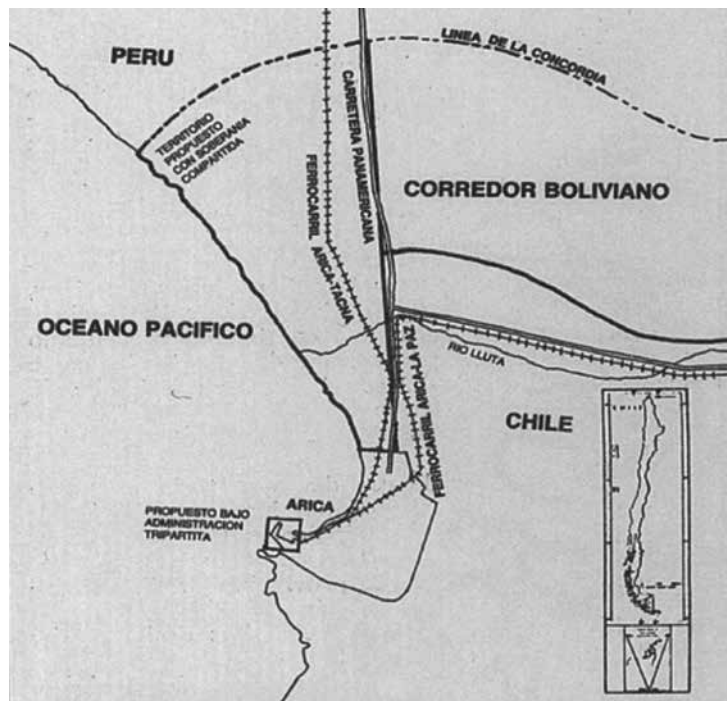 PERU
LINEA DE LA CONCORDIA
TERRITORIO
PROPUESTO
CON SOBERANIA
COMPARTIDA
FERROCARRIL ARICA-TACNA
CARRETERA PANAMERICANA
CORREDOR BOLIVIANO
OCEANO PACIFICO
RIO LLUTA
FERROCARRIL ARICA-LA PAZ
CHILE
ARICA
PROPUESTO BAJO
ADMINISTRACION
TRIPARTITA